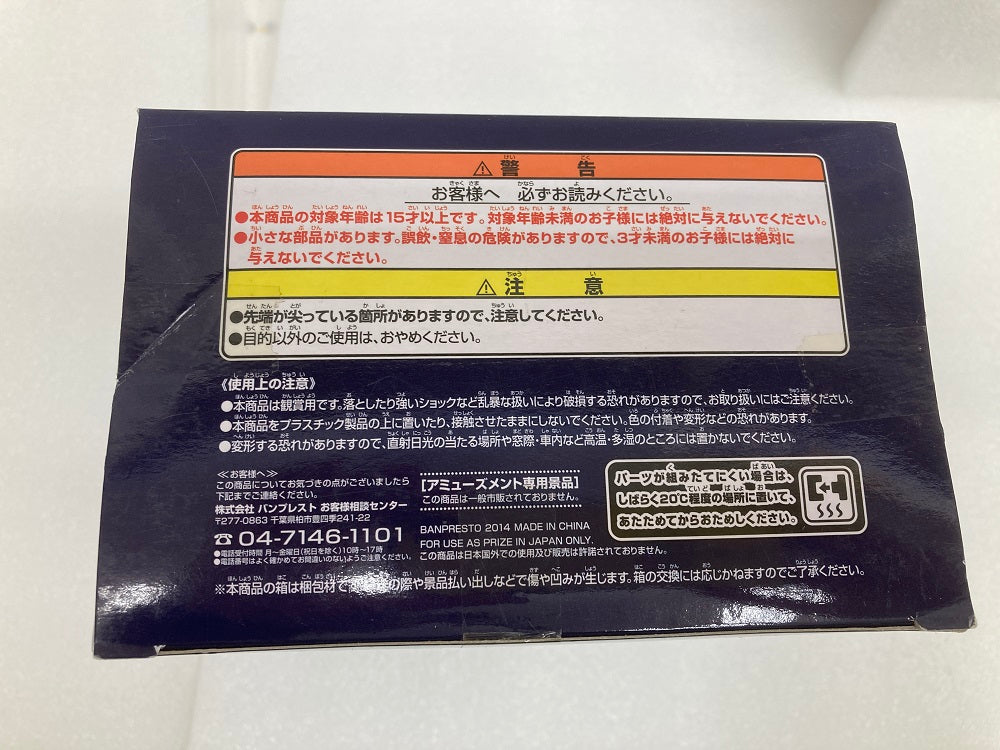 ⚠警告
お客様へ 必ずお読みください。
●本商品の対象年齢は15才以上です。対象年齢未満のお子様には絶対に与えないでください。
●小さな部品があります。誤飲・窒息の危険がありますので、3才未満のお子様には絶対に
与えないでください。
⚠注意
●先端が尖っている箇所がありますので、注意してください。
●目的以外のご使用は、おやめください。
《使用上の注意》
●本商品は観賞用です。落としたり強いショックなど乱暴な扱いにより破損する恐れがありますので、お取り扱いにはご注意ください。
●本商品をプラスチック製品の上に置いたり、接触させたままにしないでください。色の付着や変形などの恐れがあります。
●変形する恐れがありますので、直射日光の当たる場所や窓際・車内など高温・多湿のところには置かないでください。
≪お客様へ≫
この商品についてお気づきの点がございましたら
下記までご連絡ください。
株式会社 バンプレスト お客様相談センター
〒277-0863 千葉県柏市豊四季241-22
☎04-7146-1101
●電話受付時間 月～金曜日(祝日を除く)10時～17時
●電話番号はよく確かめてお間違いのないようご注意ください。
[アミューズメント専用景品]
この商品は一般市販されておりません。
BANPRESTO 2014 MADE IN CHINA
FOR USE AS PRIZE IN JAPAN ONLY.
この商品は日本国外での使用及び販売は許諾されておりません。
パーツが組みたてにくい場合は、
しばらく20℃程度の場所に置いて、
あたためてからおためしください。
※本商品の箱は梱包材で の際や景品払い出しなどで傷や凹みが生じます。箱の交換には応じかねますのでご了承ください。